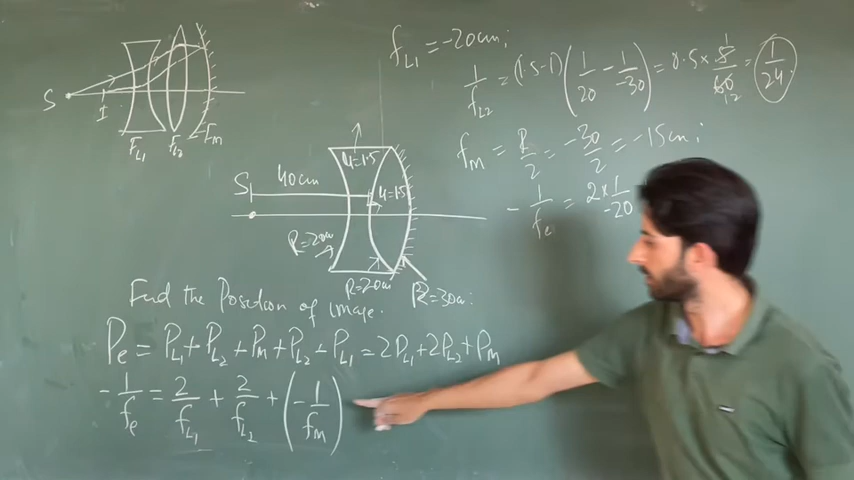 S
I
F_L1 F_L2 F_m
f_L1 = -20cm;
1/f_L2 = (1.5-1)(1/20 - 1/-30) = 0.5 × 5/60 = 1/24
1
12
f_m = R/2 = -30/2 = -15cm;
- 1/f_e = 2 × 1/-20
S 40cm
μ=1.5
μ=1.5
R=20cm
R=20cm
R=30cm
Find the Position of image.
P_e = P_L1 + P_L2 + P_M + P_L2 + P_L1 = 2P_L1 + 2P_L2 + P_M
- 1/f_e = 2/f_L1 + 2/f_L2 + (- 1/f_m)